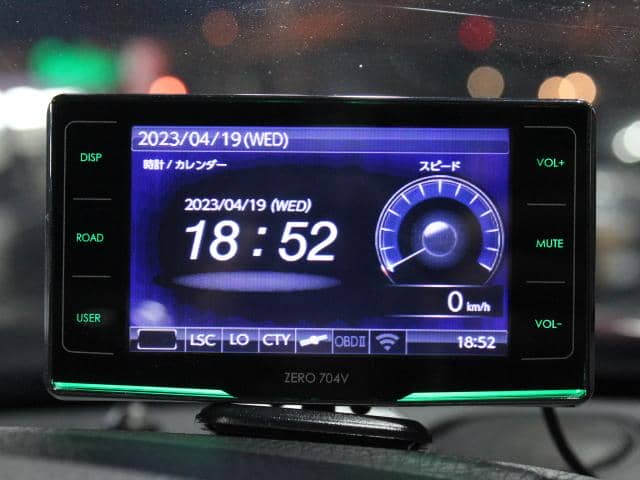 2023/04/19(WED)
時計/カレンダー
スピード
2023/04/19 (WED)
18:52
0 km/h
LSC LO CTY OBDⅡ 18:52
DISP
ROAD
USER
VOL+
MUTE
VOL-
ZERO 704V